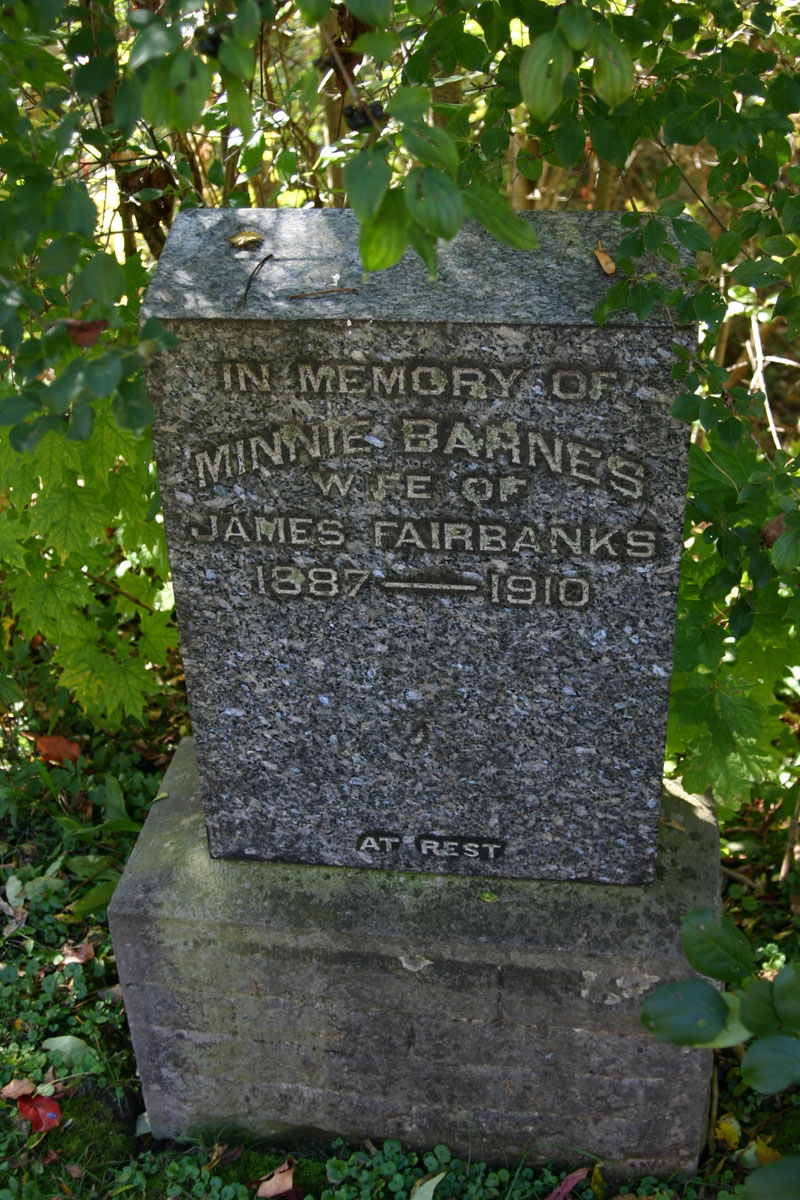 IN MEMORY OF
MINNIE BARNES
WIFE OF
JAMES FAIRBANKS
1887—1910
AT REST